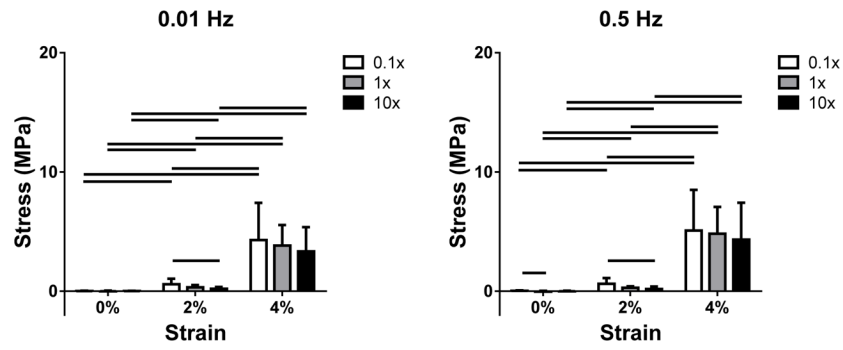 0.01 Hz
20
10
0
Stress (MPa)
0%
2%
4%
Strain
0.1x
1x
10x
0.5 Hz
20
10
0
Stress (MPa)
0%
2%
4%
Strain
0.1x
1x
10x